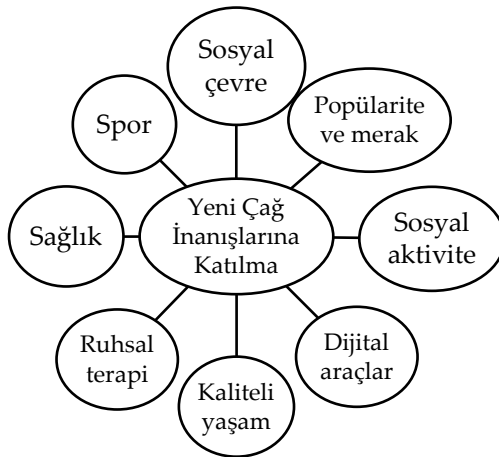 Sosyal
çevre
Popülarite
ve merak
Spor
Yeni Çağ
İnanışlarına
Katılma
Sağlık
Sosyal
aktivite
Ruhsal
terapi
Dijital
araçlar
Kaliteli
yaşam